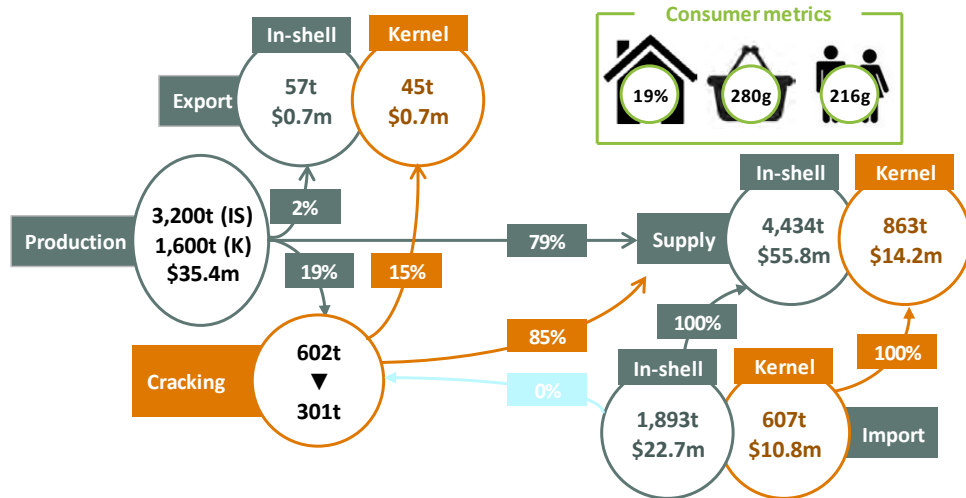 Consumer metrics
19%
280g
216g
In-shell
Kernel
Export
57t
$0.7m
45t
$0.7m
Production
3,200t (IS)
1,600t (K)
$35.4m
2%
19%
15%
79%
Supply
In-shell
Kernel
4,434t
$55.8m
863t
$14.2m
Cracking
602t
▼
301t
85%
0%
100%
100%
In-shell
Kernel
1,893t
$22.7m
607t
$10.8m
Import